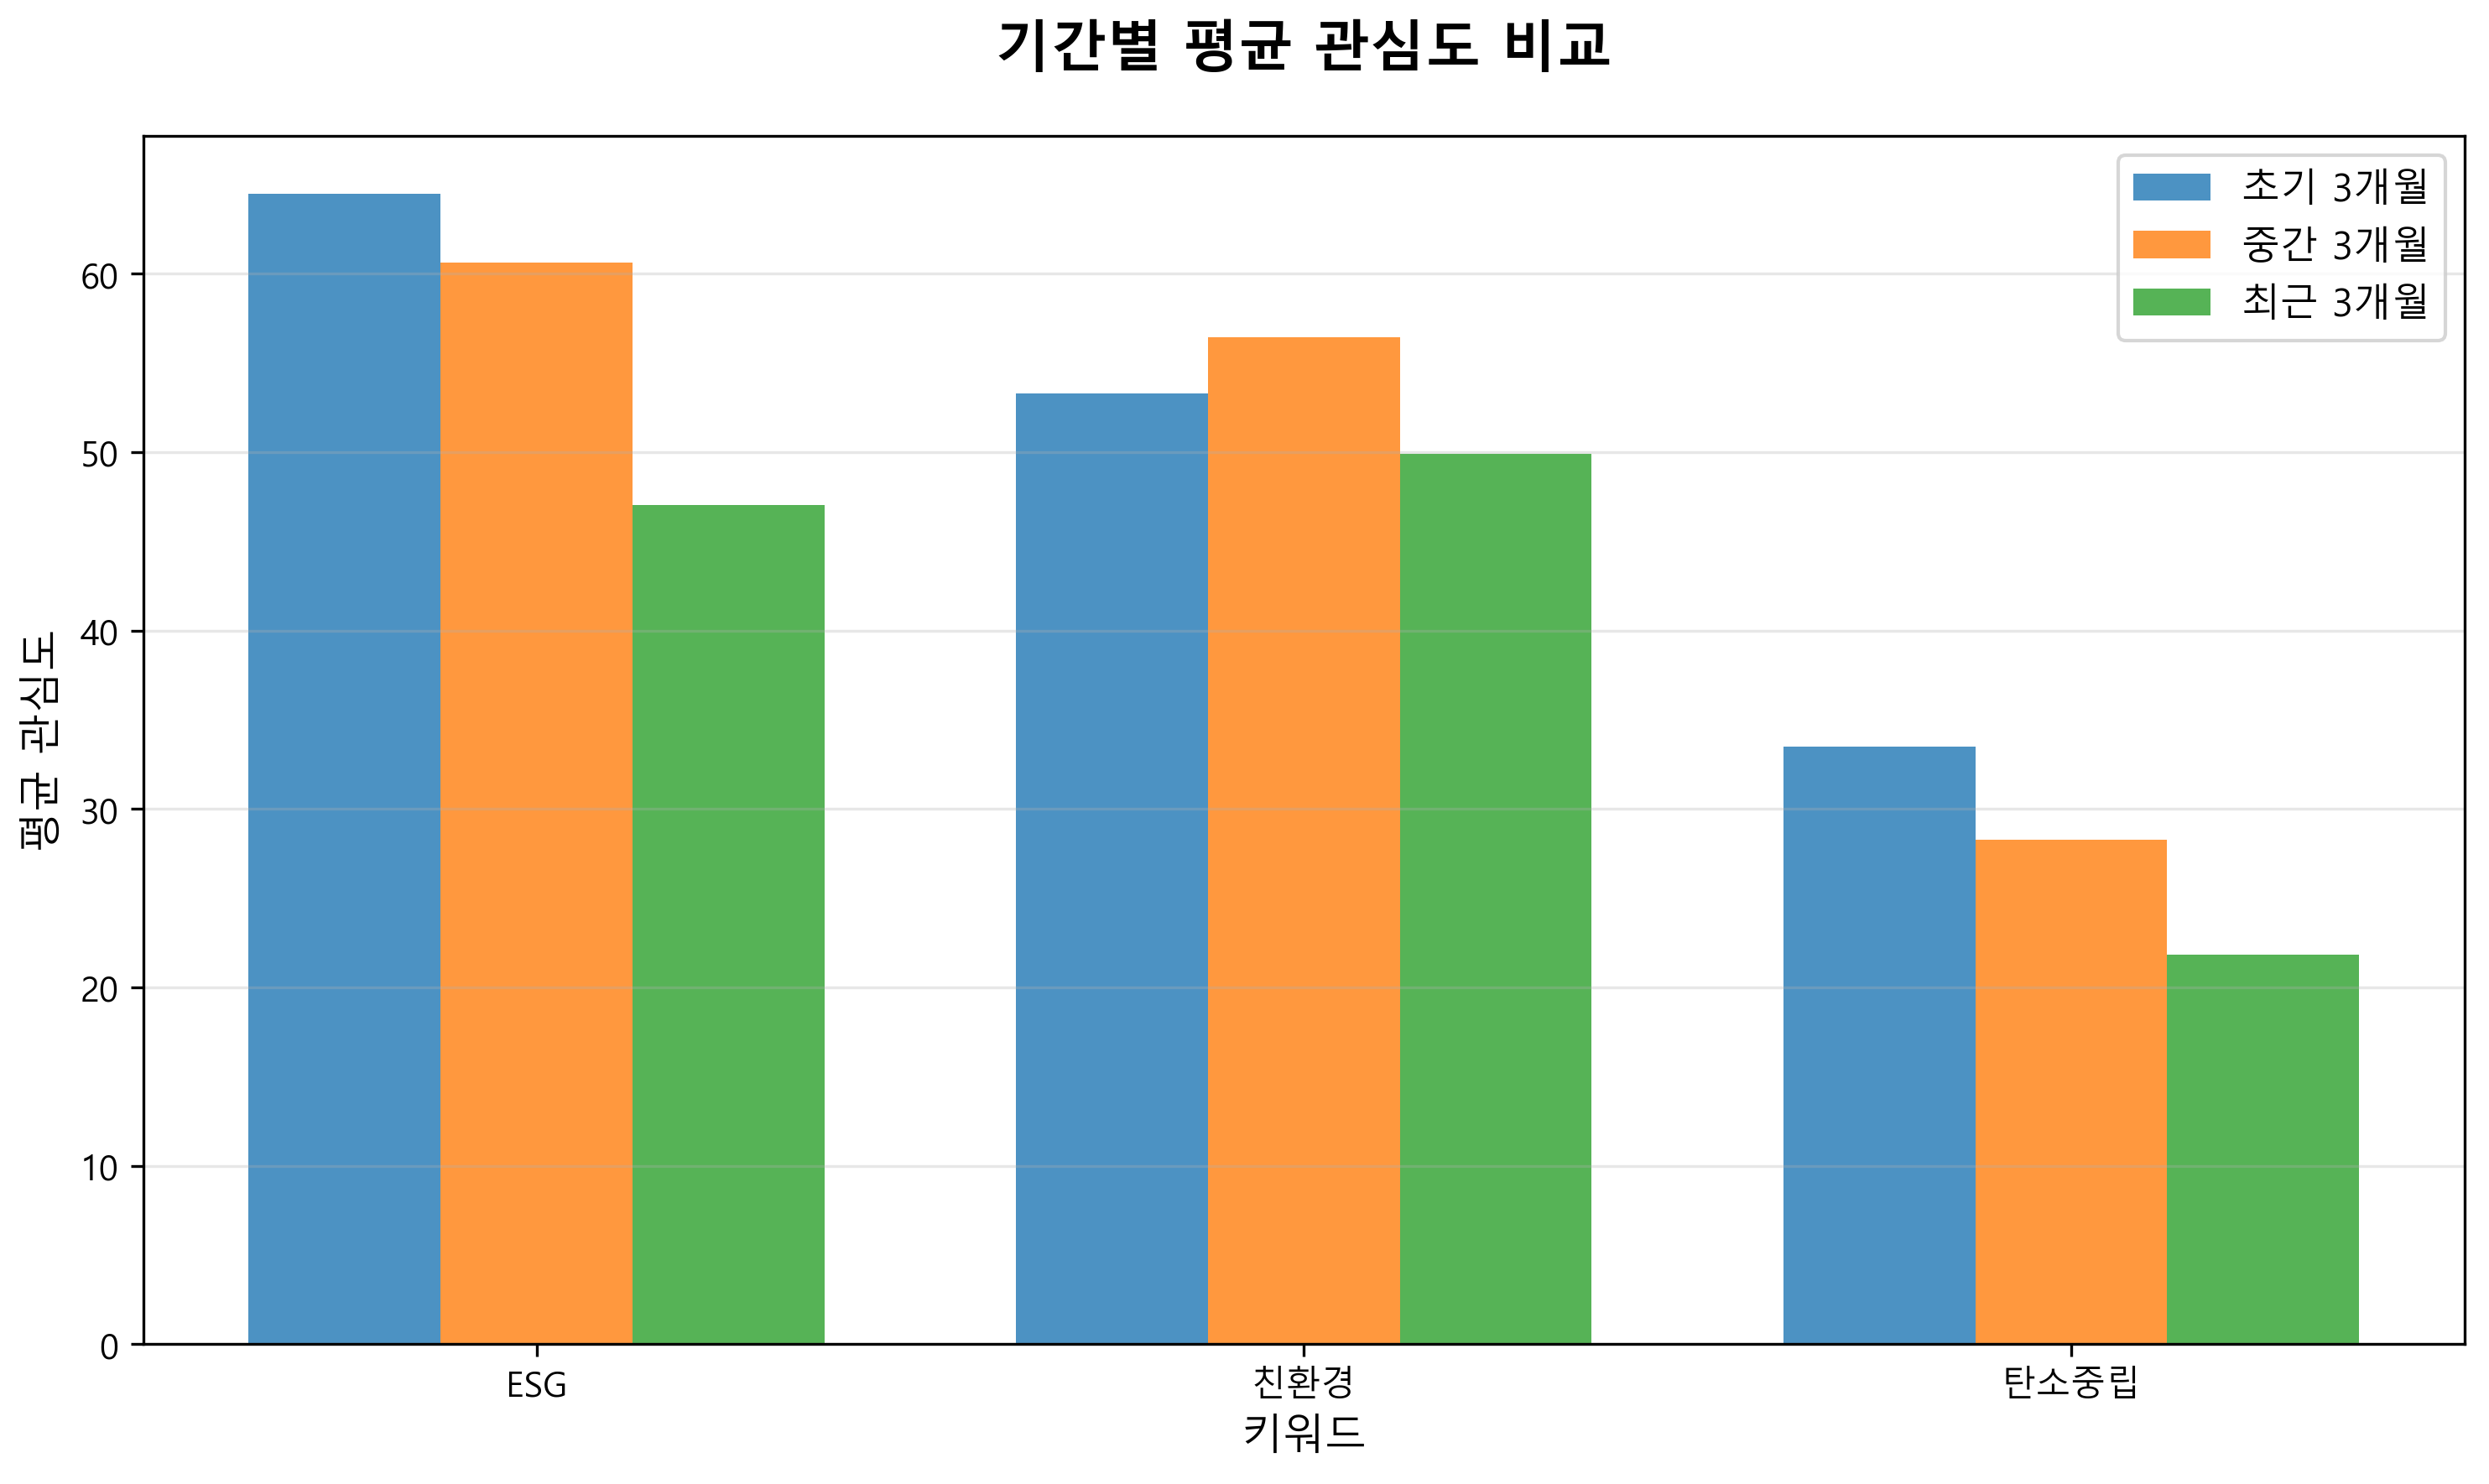 기간별 평균 관심도 비교
초기 3개월
중간 3개월
최근 3개월
평균 관심도
60
50
40
30
20
10
0
ESG
친환경
탄소중립
키워드